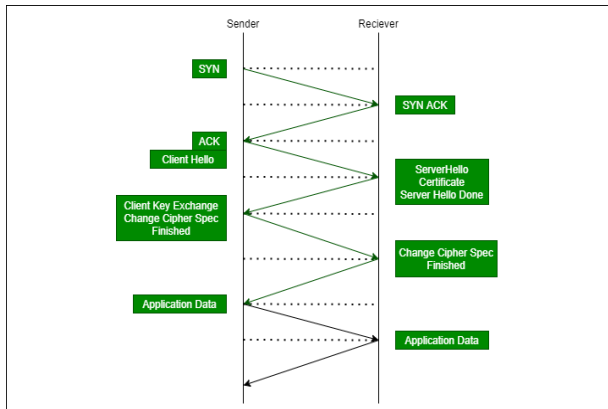 Sender
Reciever
SYN
SYN ACK
ACK
Client Hello
ServerHello
Certificate
Server Hello Done
Client Key Exchange
Change Cipher Spec
Finished
Change Cipher Spec
Finished
Application Data
Application Data